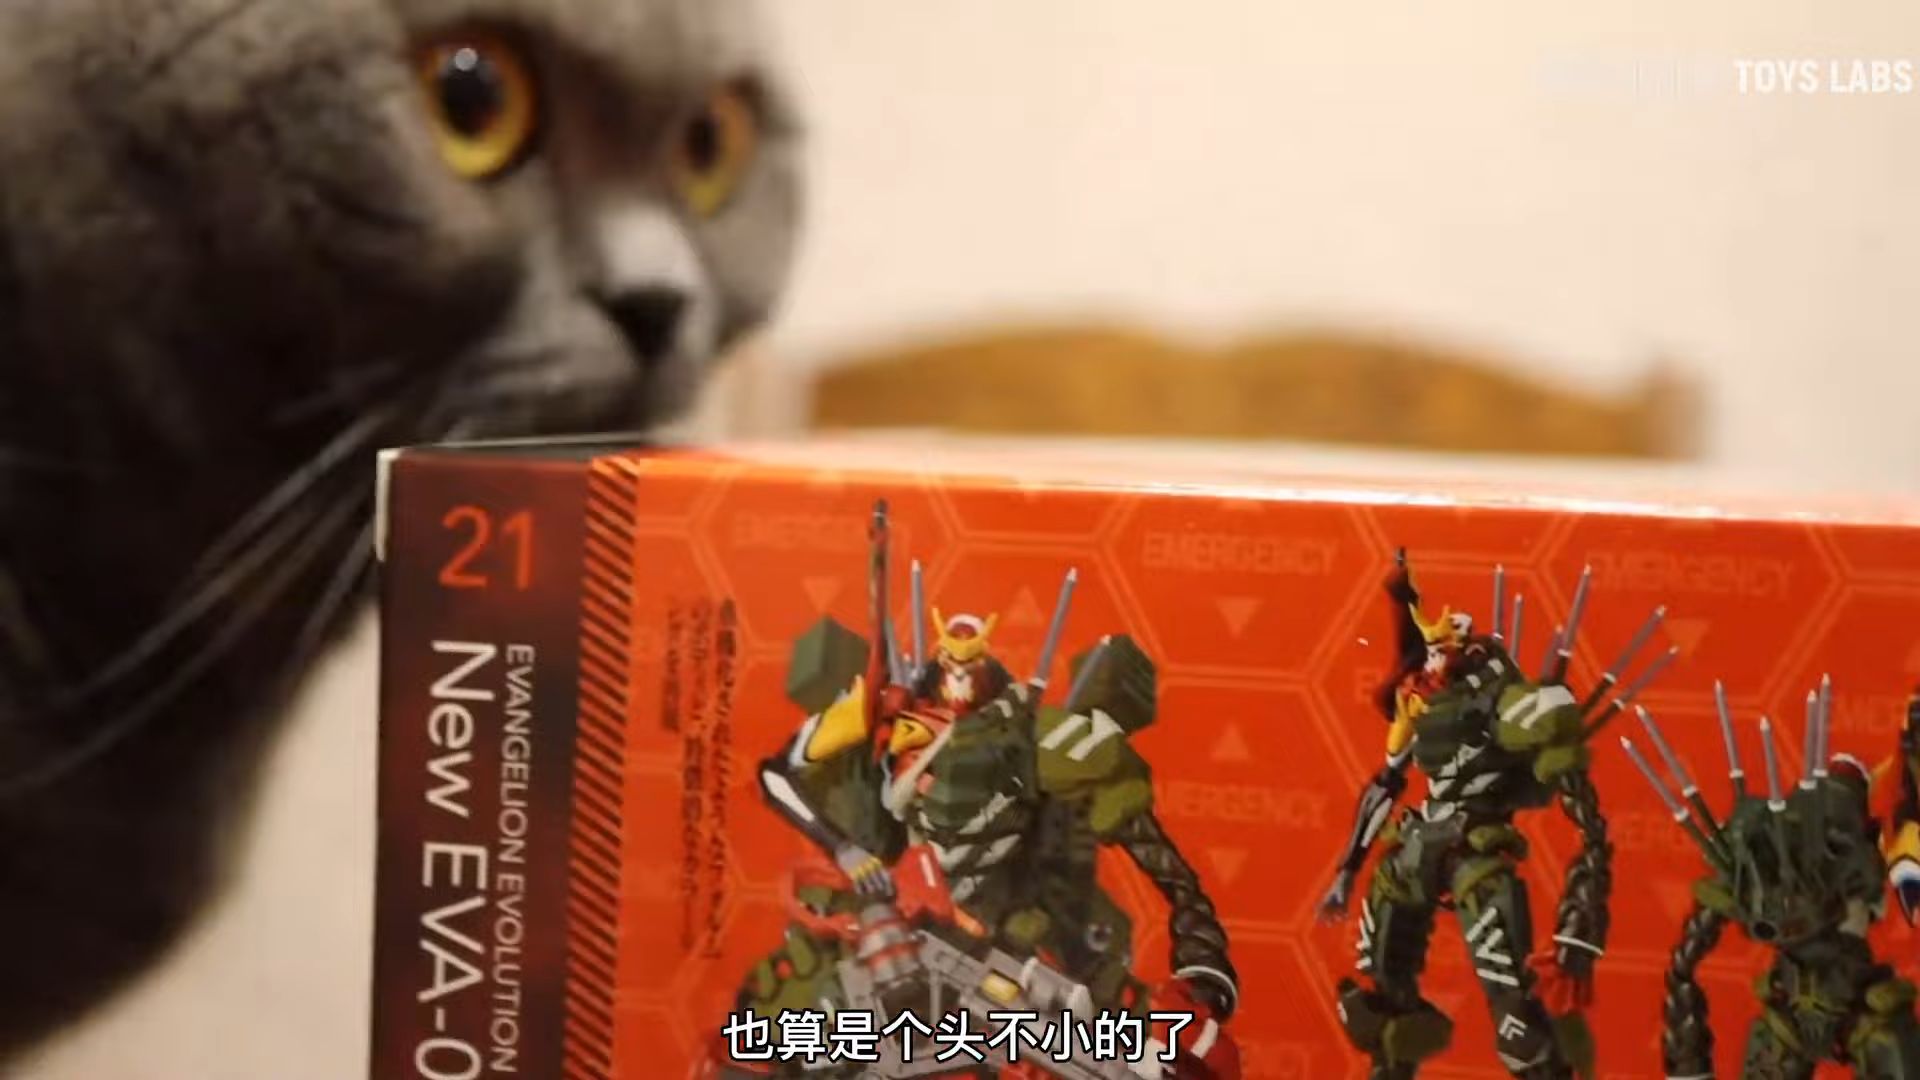 TOYS LABS
21
EVANGELION EVOLUTION
New EVA-0
EMERGENCY
EMERGENCY
EMERGENCY
EMERGENCY
也算是个头不小的了